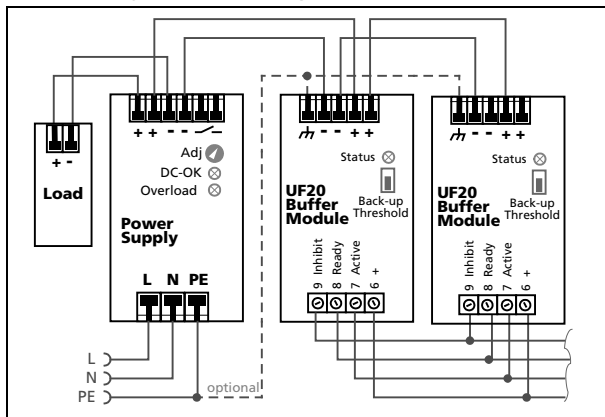 + -
Load
+ + - -
Adj
DC-OK
Overload
Power
Supply
L N PE
L
N
PE
optional
- - + +
Status
UF20
Buffer
Module
Back-up
Threshold
9 Inhibit
8 Ready
7 Active
6 +
- - + +
Status
UF20
Buffer
Module
Back-up
Threshold
9 Inhibit
8 Ready
7 Active
6 +